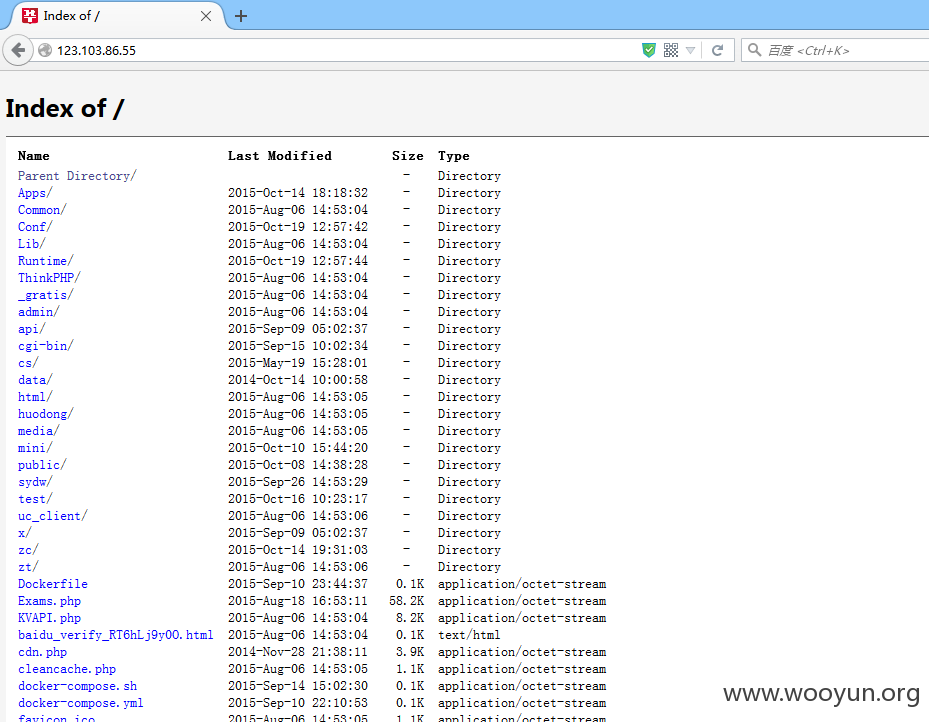 Index of /
123.103.86.55
百度 <Ctrl+K>
Index of /
Name Last Modified Size Type
Parent Directory/ - Directory
Apps/ 2015-Oct-14 18:18:32 - Directory
Common/ 2015-Aug-06 14:53:04 - Directory
Conf/ 2015-Oct-19 12:57:42 - Directory
Lib/ 2015-Aug-06 14:53:04 - Directory
Runtime/ 2015-Oct-19 12:57:44 - Directory
ThinkPHP/ 2015-Aug-06 14:53:04 - Directory
_gratis/ 2015-Aug-06 14:53:04 - Directory
admin/ 2015-Aug-06 14:53:04 - Directory
api/ 2015-Sep-09 05:02:37 - Directory
cgi-bin/ 2015-Sep-15 10:02:34 - Directory
cs/ 2015-May-19 15:28:01 - Directory
data/ 2014-Oct-14 10:00:58 - Directory
html/ 2015-Aug-06 14:53:05 - Directory
huodong/ 2015-Aug-06 14:53:05 - Directory
media/ 2015-Aug-06 14:53:05 - Directory
mini/ 2015-Oct-10 15:44:20 - Directory
public/ 2015-Oct-08 14:38:28 - Directory
sydw/ 2015-Sep-26 14:53:29 - Directory
test/ 2015-Oct-16 10:23:17 - Directory
uc_client/ 2015-Aug-06 14:53:06 - Directory
x/ 2015-Sep-09 05:02:37 - Directory
zc/ 2015-Oct-14 19:31:03 - Directory
zt/ 2015-Aug-06 14:53:06 - Directory
Dockerfile 2015-Sep-10 23:44:37 0.1K application/octet-stream
Exams.php 2015-Aug-18 16:53:11 58.2K application/octet-stream
KVAPI.php 2015-Aug-06 14:53:04 8.2K application/octet-stream
baidu_verify_RT6hLj9y0O.html 2015-Aug-06 14:53:04 0.1K text/html
cdn.php 2014-Nov-28 21:38:11 3.9K application/octet-stream
cleancache.php 2015-Aug-06 14:53:05 1.1K application/octet-stream
docker-compose.sh 2015-Sep-14 15:02:30 0.1K application/octet-stream
docker-compose.yml 2015-Sep-10 22:10:53 0.1K application/octet-stream
favicon.ico 2015-Aug-06 14:53:05 1.1K application/octet-stream
www.wooyun.org